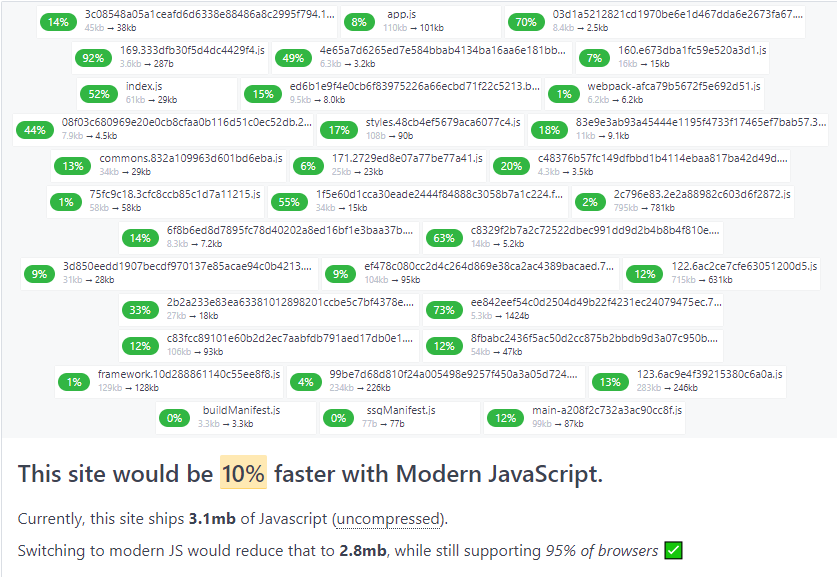 14% 3c08548a05a1ceafd6d6338e88486a8c2995f794.1... 8% app.js 70% 03d1a5212821cd1970be6e1d467dda6e2673fa67....
45kb → 38kb 110kb → 101kb 8.4kb → 2.5kb
92% 169.333dfb30f5d4dc4429f4.js 49% 4e65a7d6265ed7e584bbab4134ba16aa6e181bb... 7% 160.e673dba1fc59e520a3d1.js
3.6kb → 287b 6.3kb → 3.2kb 16kb → 15kb
52% index.js 15% ed6b1e9f4e0cb6f83975226a66ecbd71f22c5213.b... 1% webpack-afca79b5672f5e692d51.js
61kb → 29kb 9.5kb → 8.0kb 6.2kb → 6.2kb
44% 08f03c680969e20e0cb8cfaa0b116d51c0ec52db.2... 17% styles.48cb4ef5679aca6077c4.js 18% 83e9e3ab93a45444e1195f4733f17465ef7bab57.3...
7.9kb → 4.5kb 108b → 90b 11kb → 9.1kb
13% commons.832a109963d601bd6eba.js 6% 171.2729ed8e07a77be77a41.js 20% c48376b57fc149dfbbd1b4114ebaa817ba42d49d....
34kb → 29kb 25kb → 23kb 4.3kb → 3.5kb
1% 75fc9c18.3cfc8ccb85c1d7a11215.js 55% 1f5e60d1cca30eade2444f84888c3058b7a1c224.f... 2% 2c796e83.2e2a88982c603d6f2872.js
58kb → 58kb 34kb → 15kb 795kb → 781kb
14% 6f8b6ed8d7895fc78d40202a8ed16bf1e3baa37b.... 63% c8329f2b7a2c72522dbec991dd9d2b4b8b4f810e....
8.3kb → 7.2kb 14kb → 5.2kb
9% 3d850eedd1907becdf970137e85acae94c0b4213.... 9% ef478c080cc2d4c264d869e38ca2ac4389bacaed.7... 12% 122.6ac2ce7cfe63051200d5.js
31kb → 28kb 104kb → 95kb 715kb → 631kb
33% 2b2a233e83ea63381012898201ccbe5c7bf4378e.... 73% ee842eef54c0d2504d49b22f4231ec24079475ec.7...
27kb → 18kb 5.3kb → 1424b
12% c83fcc89101e60b2d2ec7aabfdb791aed17db0e1.... 12% 8fbabc2436f5ac50d2cc875b2bbdb9d3a07c950b....
106kb → 93kb 54kb → 47kb
1% framework.10d288861140c55ee8f8.js 4% 99be7d68d810f24a005498e9257f450a3a05d724.... 13% 123.6ac9e4f39215380c6a0a.js
129kb → 128kb 234kb → 226kb 283kb → 246kb
0% buildManifest.js 0% ssgManifest.js 12% main-a208f2c732a3ac90cc8f.js
3.3kb → 3.3kb 77b → 77b 99kb → 87kb
This site would be 10% faster with Modern JavaScript.
Currently, this site ships 3.1mb of Javascript (uncompressed).
Switching to modern JS would reduce that to 2.8mb, while still supporting 95% of browsers ✅